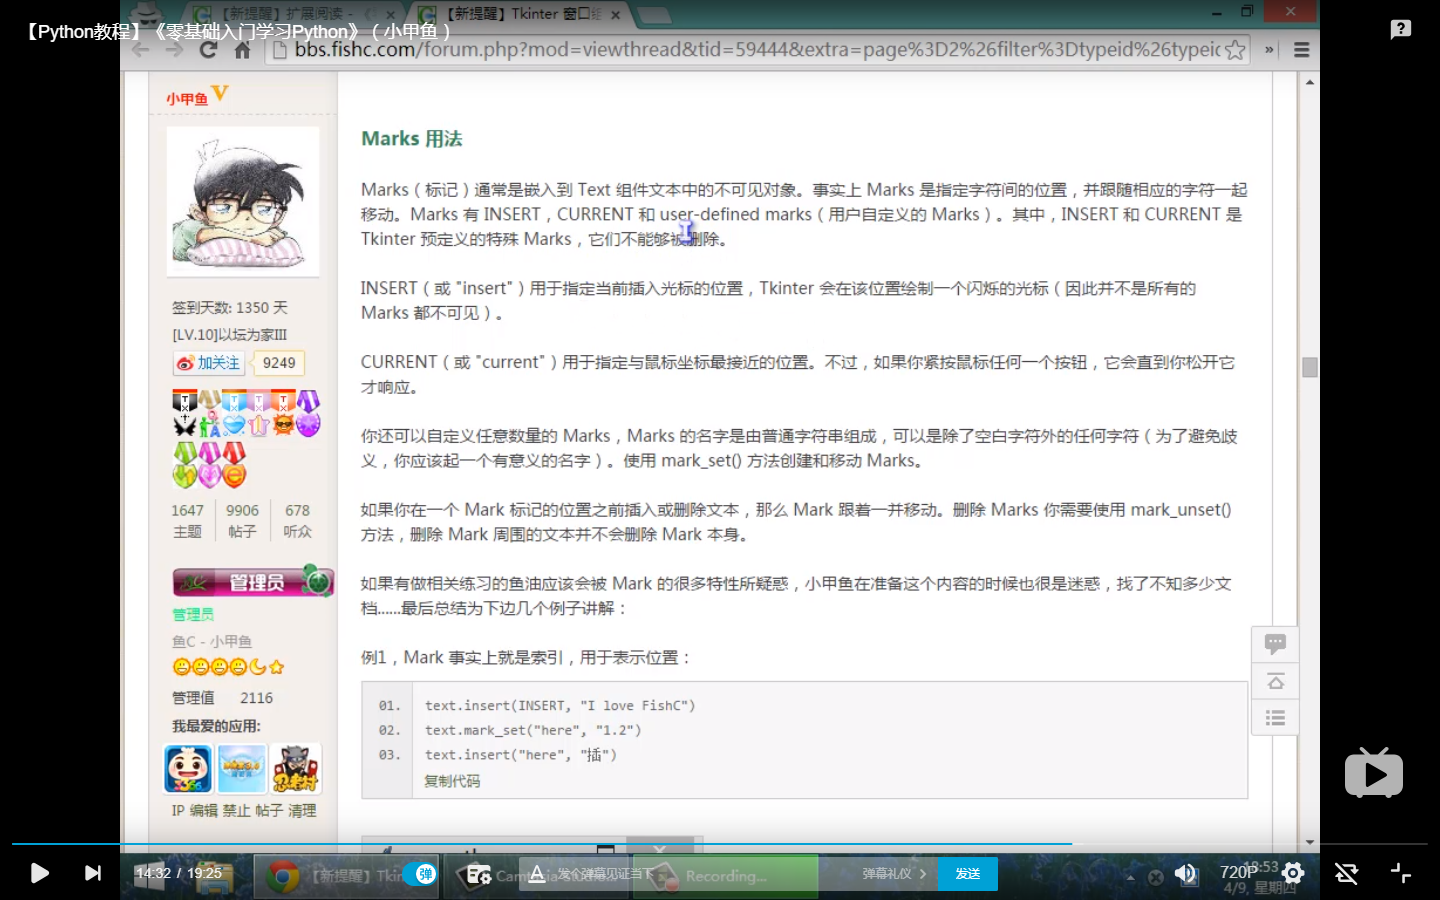 【新提醒】扩展阅读 -
【新提醒】Tkinter 窗口组
【Python教程】《零基础入门学习Python》（小甲鱼）
bbs.fishc.com/forum.php?mod=viewthread&tid=59444&extra=page%3D2%26filter%3Dtypeid%26typeic
小甲鱼
签到天数: 1350 天
[LV.10]以坛为家III
加关注 9249
1647 9906 678
主题 帖子 听众
管理员
管理员
鱼C - 小甲鱼
管理值 2116
我最爱的应用:
IP 编辑 禁止 帖子 清理
Marks 用法
Marks（标记）通常是嵌入到 Text 组件文本中的不可见对象。事实上 Marks 是指定字符间的位置，并跟随相应的字符一起
移动。Marks 有 INSERT，CURRENT 和 user-defined marks（用户自定义的 Marks）。其中，INSERT 和 CURRENT 是
Tkinter 预定义的特殊 Marks，它们不能够被删除。
INSERT（或 "insert"）用于指定当前插入光标的位置，Tkinter 会在该位置绘制一个闪烁的光标（因此并不是所有的
Marks 都不可见）。
CURRENT（或 "current"）用于指定与鼠标坐标最接近的位置。不过，如果你紧按鼠标任何一个按钮，它会直到你松开它
才响应。
你还可以自定义任意数量的 Marks，Marks 的名字是由普通字符串组成，可以是除了空白字符外的任何字符（为了避免歧
义，你应该起一个有意义的名字）。使用 mark_set() 方法创建和移动 Marks。
如果你在一个 Mark 标记的位置之前插入或删除文本，那么 Mark 跟着一并移动。删除 Marks 你需要使用 mark_unset()
方法，删除 Mark 周围的文本并不会删除 Mark 本身。
如果有做相关练习的鱼油应该会被 Mark 的很多特性所疑惑，小甲鱼在准备这个内容的时候也很是迷惑，找了不知多少文
档......最后总结为下边几个例子讲解：
例1，Mark 事实上就是索引，用于表示位置：
01. text.insert(INSERT, "I love FishC")
02. text.mark_set("here", "1.2")
03. text.insert("here", "插")
复制代码
14:32 / 19:25
【新提醒】Tkin
弹
发个弹幕见证当下
弹幕礼仪
发送
Recording...
720P
18:53
4/9, 星期四